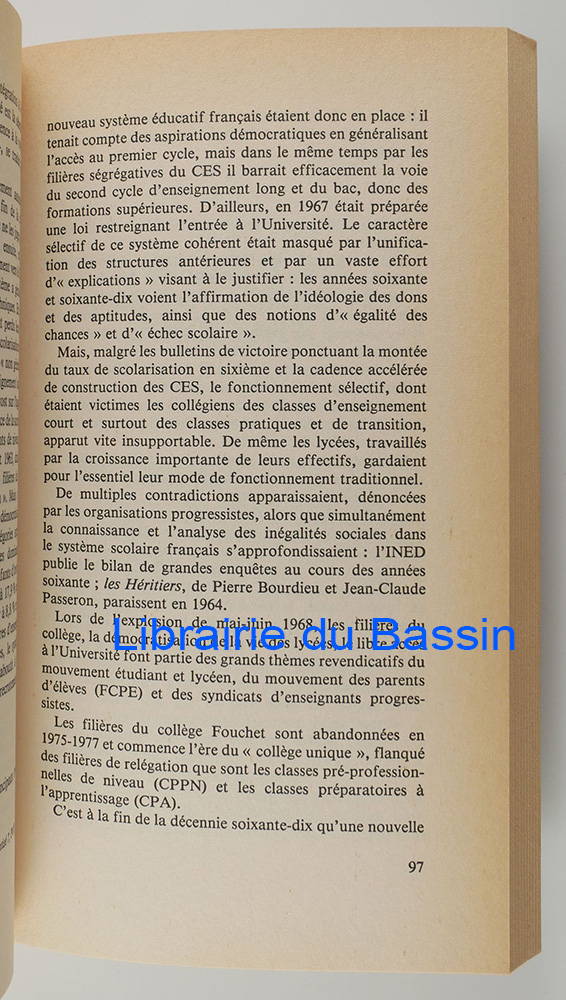 nouveau système éducatif français étaient donc en place : il
tenait compte des aspirations démocratiques en généralisant
l'accès au premier cycle, mais dans le même temps par les
filières ségrégatives du CES il barrait efficacement la voie
du second cycle d'enseignement long et du bac, donc des
formations supérieures. D'ailleurs, en 1967 était préparée
une loi restreignant l'entrée à l'Université. Le caractère
sélectif de ce système cohérent était masqué par l'unifica-
tion des structures antérieures et par un vaste effort
d'« explications » visant à le justifier : les années soixante
et soixante-dix voient l'affirmation de l'idéologie des dons
et des aptitudes, ainsi que des notions d'« égalité des
chances » et d'« échec scolaire ».
Mais, malgré les bulletins de victoire ponctuant la montée
du taux de scolarisation en sixième et la cadence accélérée
de construction des CES, le fonctionnement sélectif, dont
étaient victimes les collégiens des classes d'enseignement
court et surtout des classes pratiques et de transition,
apparut vite insupportable. De même les lycées, travaillés
par la croissance importante de leurs effectifs, gardaient
pour l'essentiel leur mode de fonctionnement traditionnel.
De multiples contradictions apparaissaient, dénoncées
par les organisations progressistes, alors que simultanément
la connaissance et l'analyse des inégalités sociales dans
le système scolaire français s'approfondissaient : l'INED
publie le bilan de grandes enquêtes au cours des années
soixante ; les Héritiers, de Pierre Bourdieu et Jean-Claude
Passeron, paraissent en 1964.
Lors de l'explosion de mai-juin 1968, les filières du
collège, la démocratisation de la vie des lycées, le libre accès
à l'Université font partie des grands thèmes revendicatifs du
mouvement étudiant et lycéen, du mouvement des parents
d'élèves (FCPE) et des syndicats d'enseignants progres-
sistes.
Les filières du collège Fouchet sont abandonnées en
1975-1977 et commence l'ère du « collège unique », flanqué
des filières de relégation que sont les classes pré-profession-
nelles de niveau (CPPN) et les classes préparatoires à
l'apprentissage (CPA).
C'est à la fin de la décennie soixante-dix qu'une nouvelle
97
Librairie du Bassin